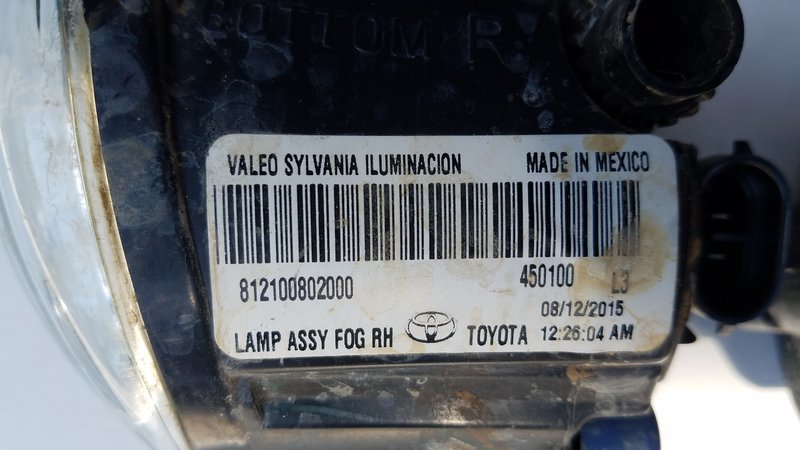 BOTTOM R
VALEO SYLVANIA ILUMINACION MADE IN MEXICO
812100802000 450100 L3
08/12/2015
LAMP ASSY FOG RH TOYOTA 12:26:04 AM